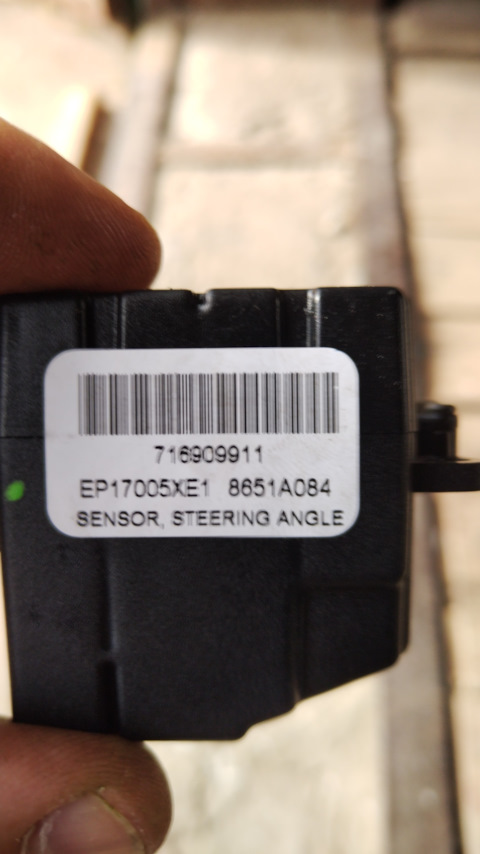 716909911
EP17005XE1 8651A084
SENSOR, STEERING ANGLE